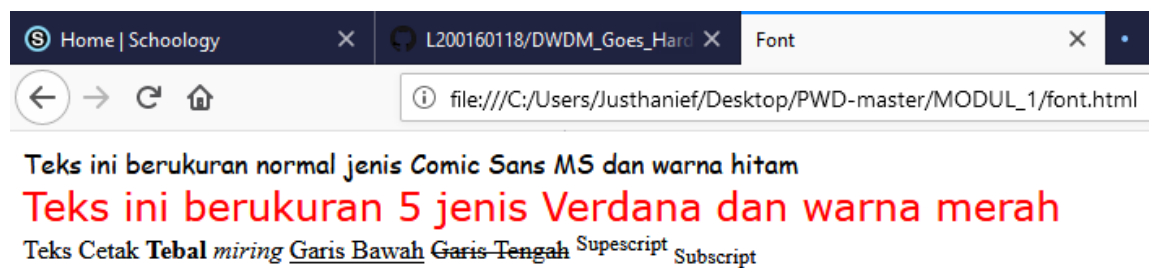 Home | Schoology
L200160118/DWDM_Goes_Hard
Font
file:///C:/Users/Justhanief/Desktop/PWD-master/MODUL_1/font.html
Teks ini berukuran normal jenis Comic Sans MS dan warna hitam
Teks ini berukuran 5 jenis Verdana dan warna merah
Teks Cetak Tebal miring Garis Bawah Garis Tengah Supescript Subscript